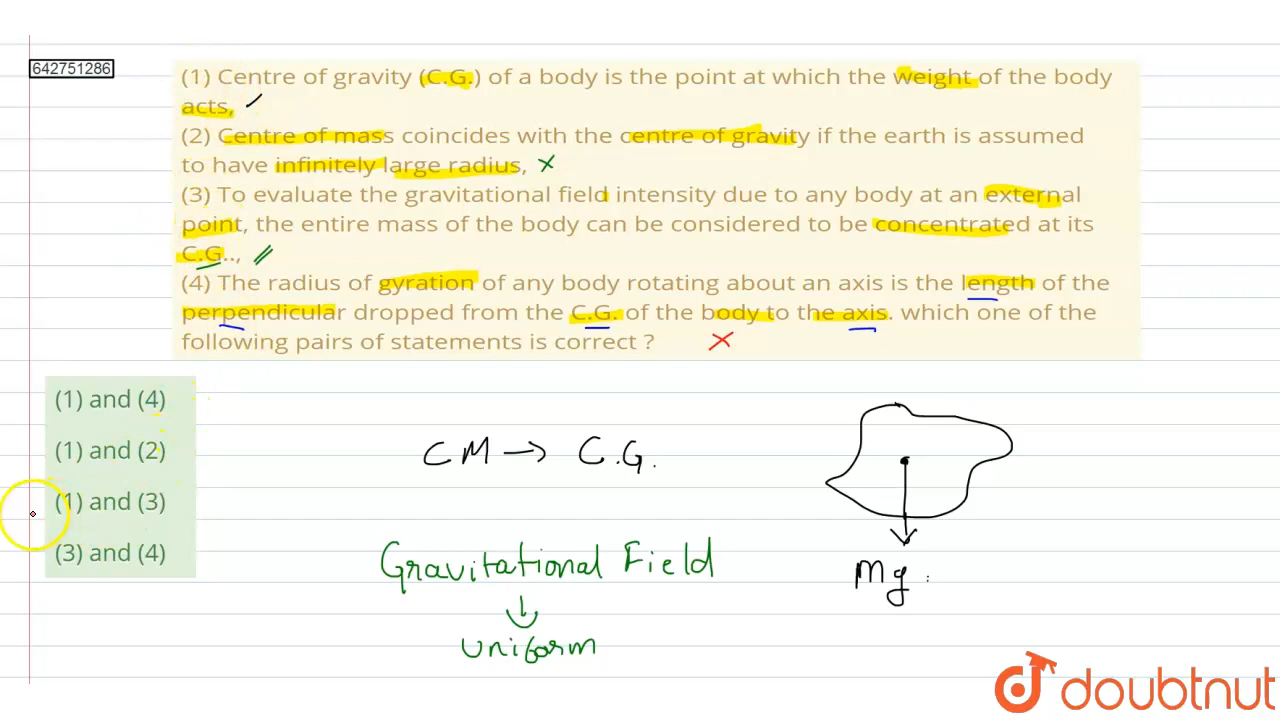 642751286
(1) Centre of gravity (C.G.) of a body is the point at which the weight of the body
acts,
(2) Centre of mass coincides with the centre of gravity if the earth is assumed
to have infinitely large radius,
(3) To evaluate the gravitational field intensity due to any body at an external
point, the entire mass of the body can be considered to be concentrated at its
C.G..,
(4) The radius of gyration of any body rotating about an axis is the length of the
perpendicular dropped from the C.G. of the body to the axis. which one of the
following pairs of statements is correct ?
(1) and (4)
(1) and (2)
(1) and (3)
(3) and (4)
CM → C.G.
Gravitational Field
↓
uniform
Mg
doubtnut